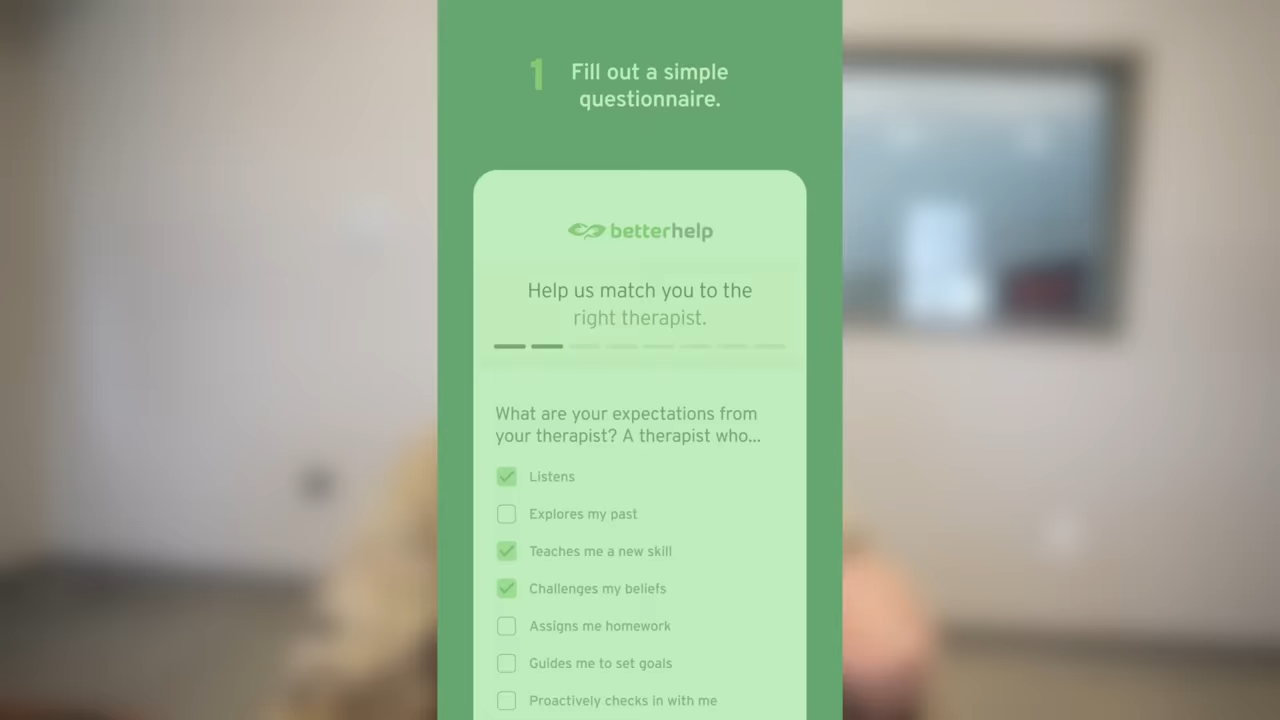 1 Fill out a simple
questionnaire.
betterhelp
Help us match you to the
right therapist.
What are your expectations from
your therapist? A therapist who...
Listens
Explores my past
Teaches me a new skill
Challenges my beliefs
Assigns me homework
Guides me to set goals
Proactively checks in with me